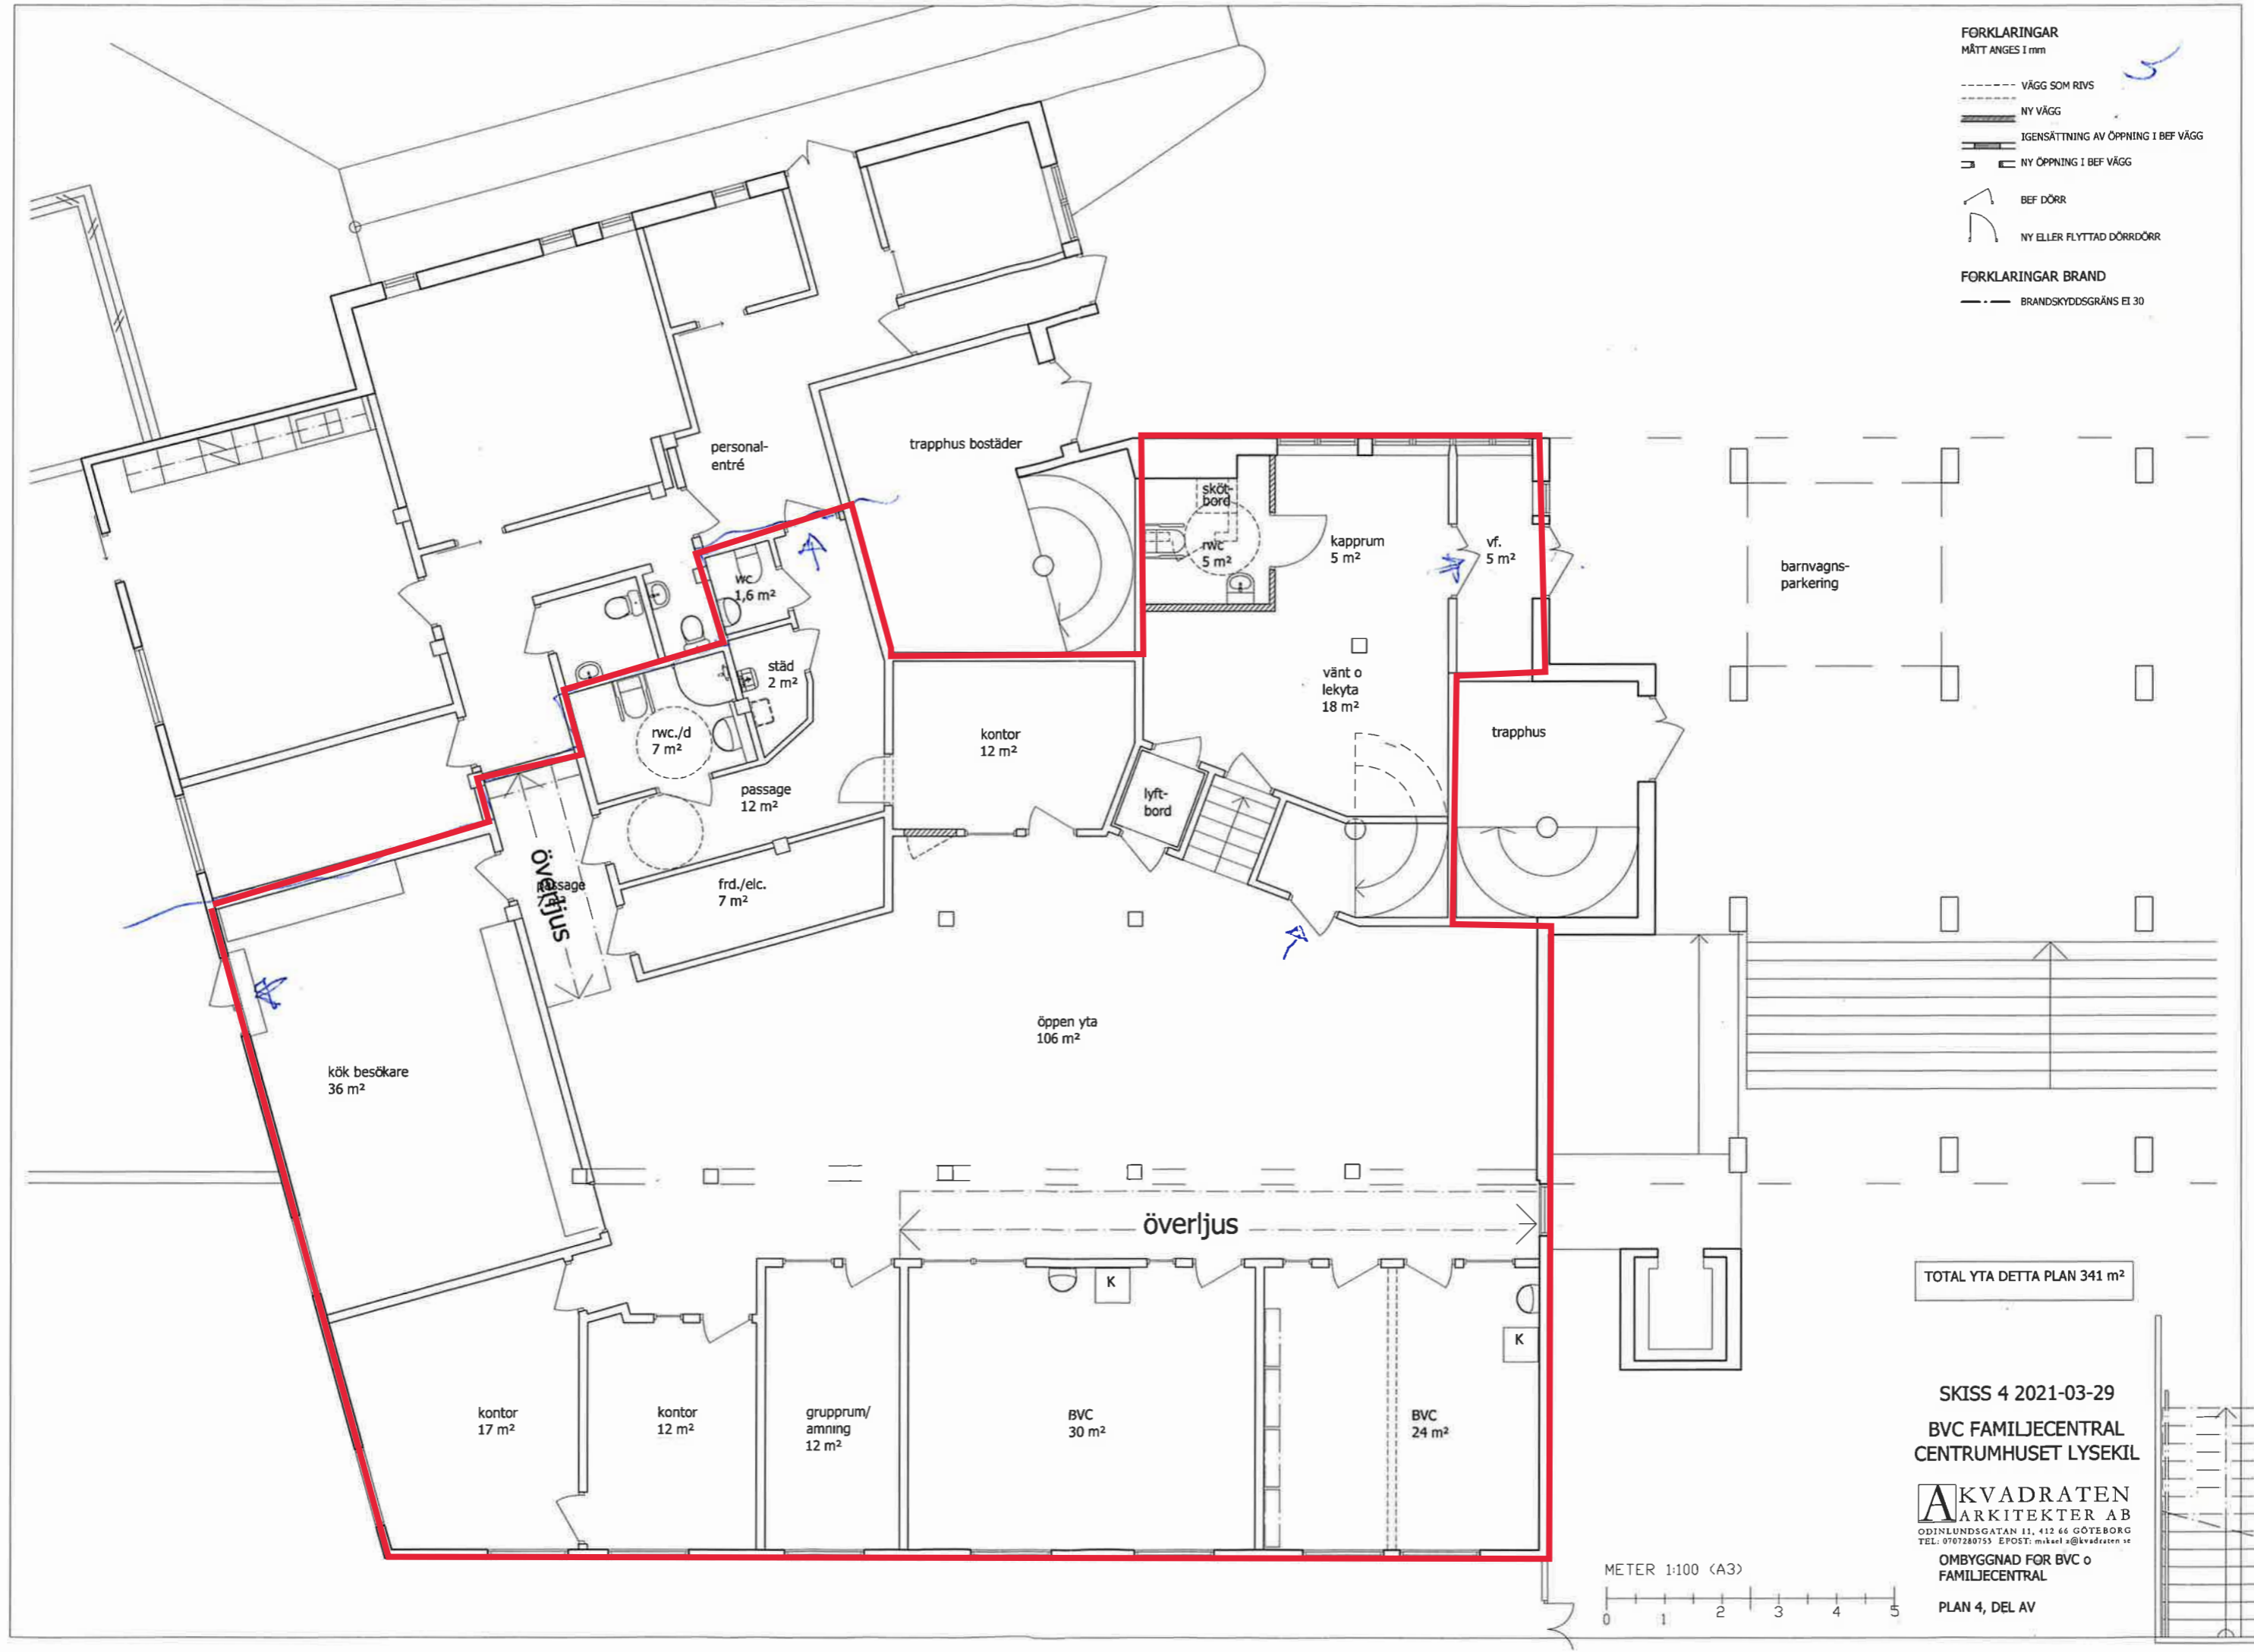 FÖRKLARINGAR
MÅTT ANGES I mm
VÄGG SOM RIVS
NY VÄGG
IGENSÄTTNING AV ÖPPNING I BEF VÄGG
NY ÖPPNING I BEF VÄGG
BEF DÖRR
NY ELLER FLYTTAD DÖRRDÖRR
FÖRKLARINGAR BRAND
BRANDSKYDDSGRÄNS EI 30
personal-
entré
trapphus bostäder
sköt-
bord
rwc
5 m²
kapprum
5 m²
vf.
5 m²
barnvagns-
parkering
wc
1,6 m²
städ
2 m²
rwc./d
7 m²
vänt o
lekyta
18 m²
kontor
12 m²
trapphus
passage
12 m²
lyft-
bord
överljus
passage
frd./elc.
7 m²
öppen yta
106 m²
kök besökare
36 m²
överljus
K
K
kontor
17 m²
kontor
12 m²
grupprum/
amning
12 m²
BVC
30 m²
BVC
24 m²
TOTAL YTA DETTA PLAN 341 m²
SKISS 4 2021-03-29
BVC FAMILJECENTRAL
CENTRUMHUSET LYSEKIL
AKVADRATEN
ARKITEKTER AB
ODINLUNDSGATAN 11, 412 66 GÖTEBORG
TEL: 0707280755 EPOST:
OMBYGGNAD FÖR BVC o
FAMILJECENTRAL
PLAN 4, DEL AV
METER 1:100 (A3)
0 1 2 3 4 5